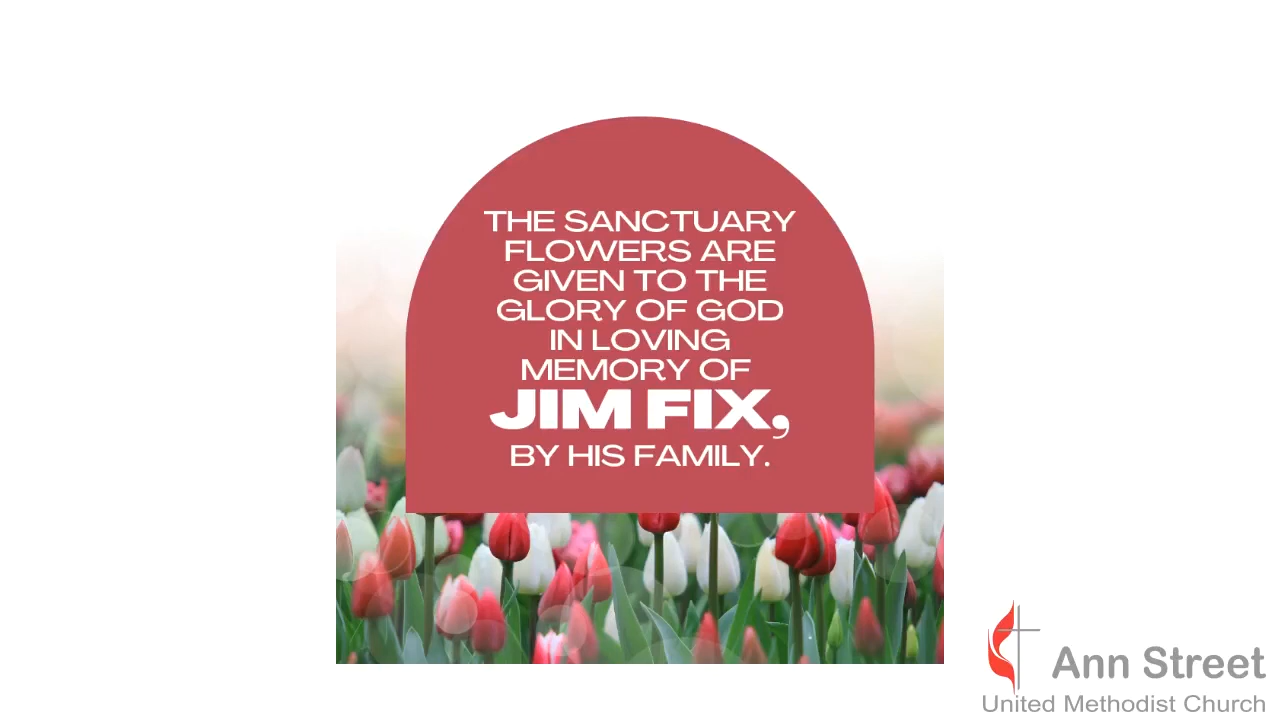 THE SANCTUARY
FLOWERS ARE
GIVEN TO THE
GLORY OF GOD
IN LOVING
MEMORY OF
JIM FIX,
BY HIS FAMILY.
Ann Street
United Methodist Church